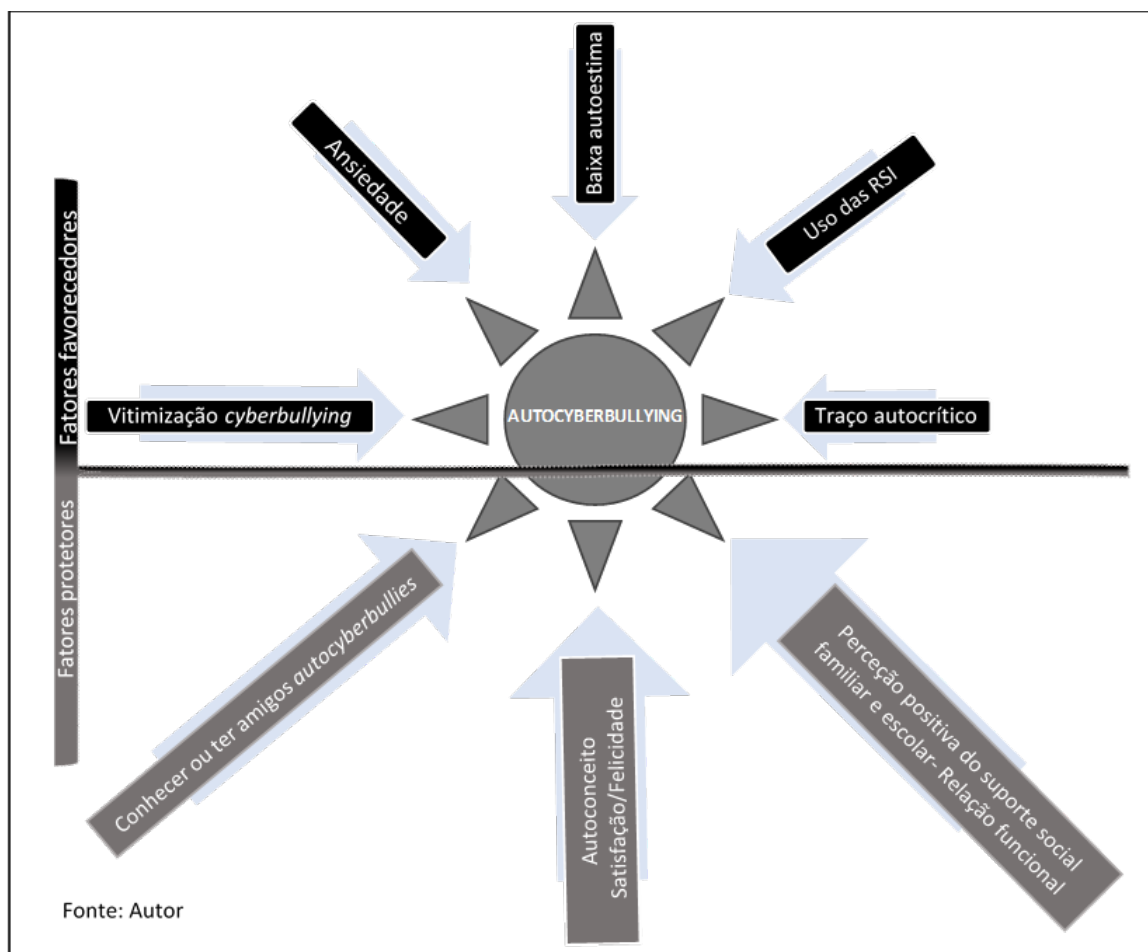 Baixa autoestima
Ansiedade
Uso das RSI
Fatores favorecedores
Vitimização cyberbullying
AUTOCYBERBULLYING
Traço autocrítico
Fatores protetores
Conhecer ou ter amigos autocyberbullies
Autoconceito
Satisfação/Felicidade
Perceção positiva do suporte social
familiar e escolar- Relação funcional
Fonte: Autor